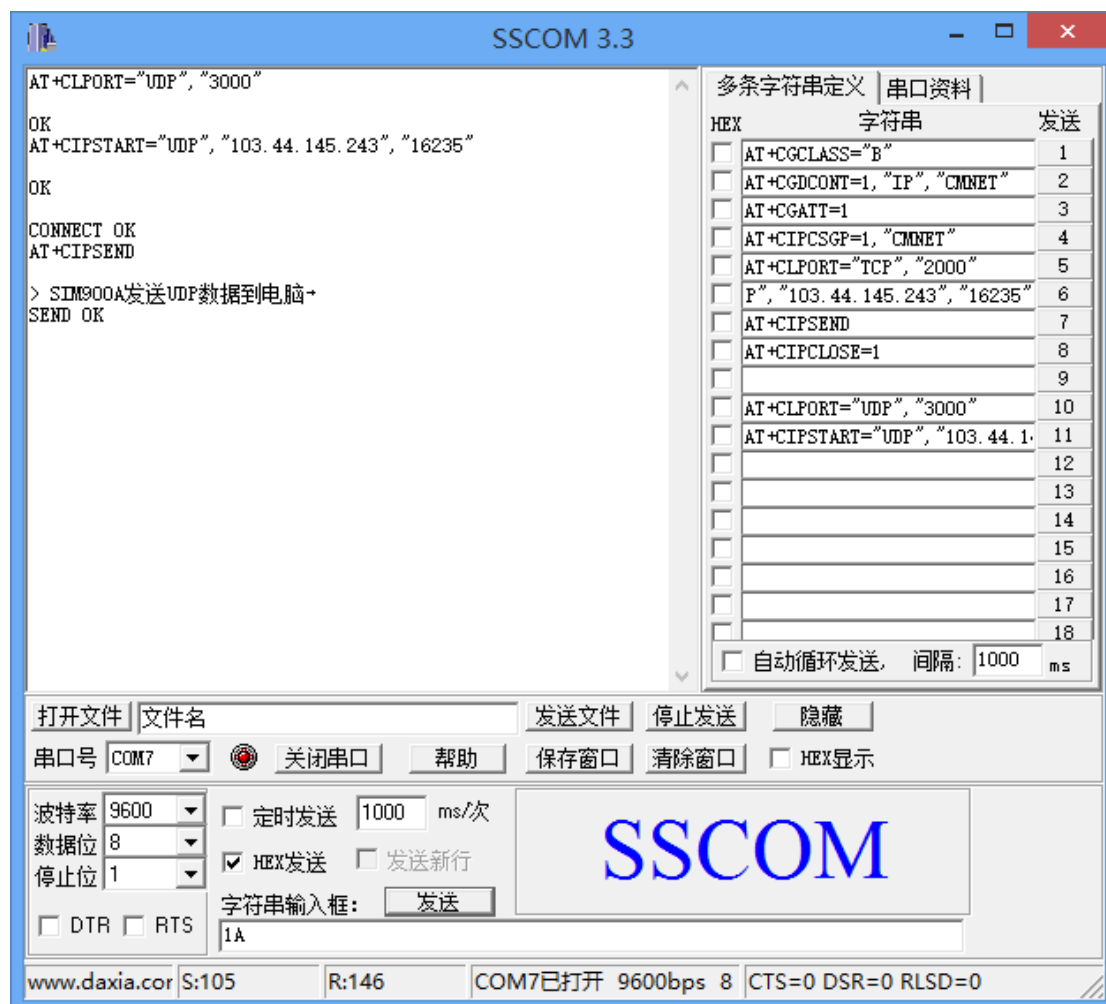 SSCOM 3.3
AT+CLPORT="UDP", "3000"
OK
AT+CIPSTART="UDP", "103.44.145.243", "16235"
OK
CONNECT OK
AT+CIPSEND
> SIM900A发送UDP数据到电脑→
SEND OK
多条字符串定义 串口资料
HEX 字符串 发送
AT+CGCLASS="B" 1
AT+CGDCONT=1, "IP", "CMNET" 2
AT+CGATT=1 3
AT+CIPCSGP=1, "CMNET" 4
AT+CLPORT="TCP", "2000" 5
P", "103.44.145.243", "16235" 6
AT+CIPSEND 7
AT+CIPCLOSE=1 8
9
AT+CLPORT="UDP", "3000" 10
AT+CIPSTART="UDP", "103.44.1 11
12
13
14
15
16
17
18
自动循环发送, 间隔: 1000 ms
打开文件 文件名 发送文件 停止发送 隐藏
串口号 COM7 关闭串口 帮助 保存窗口 清除窗口 HEX显示
波特率 9600 定时发送 1000 ms/次
数据位 8
停止位 1 HEX发送 发送新行
SSCOM
字符串输入框: 发送
DTR RTS 1A
www.daxia.cor S:105 R:146 COM7已打开 9600bps 8 CTS=0 DSR=0 RLSD=0